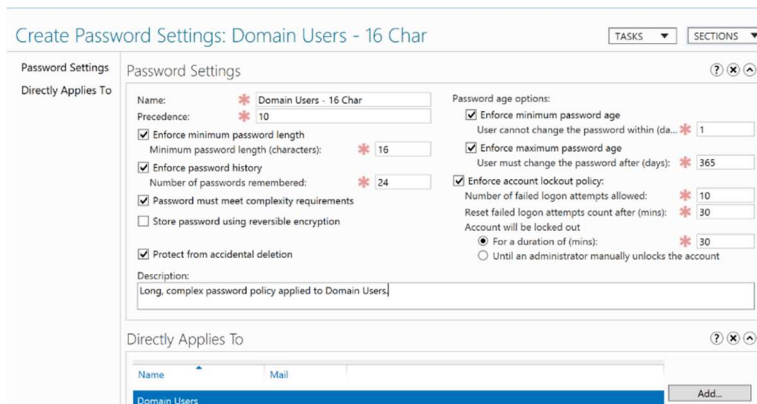 Create Password Settings: Domain Users - 16 Char
TASKS
SECTIONS
Password Settings
Directly Applies To
Password Settings
Name:
Domain Users - 16 Char
Precedence:
10
Enforce minimum password length
Minimum password length (characters):
16
Enforce password history
Number of passwords remembered:
24
Password must meet complexity requirements
Store password using reversible encryption
Protect from accidental deletion
Password age options:
Enforce minimum password age
User cannot change the password within (da...
1
Enforce maximum password age
User must change the password after (days):
365
Enforce account lockout policy:
Number of failed logon attempts allowed:
10
Reset failed logon attempts count after (mins):
30
Account will be locked out
For a duration of (mins):
30
Until an administrator manually unlocks the account
Description:
Long, complex password policy applied to Domain Users.
Directly Applies To
Name
Mail
Domain Users
Add...